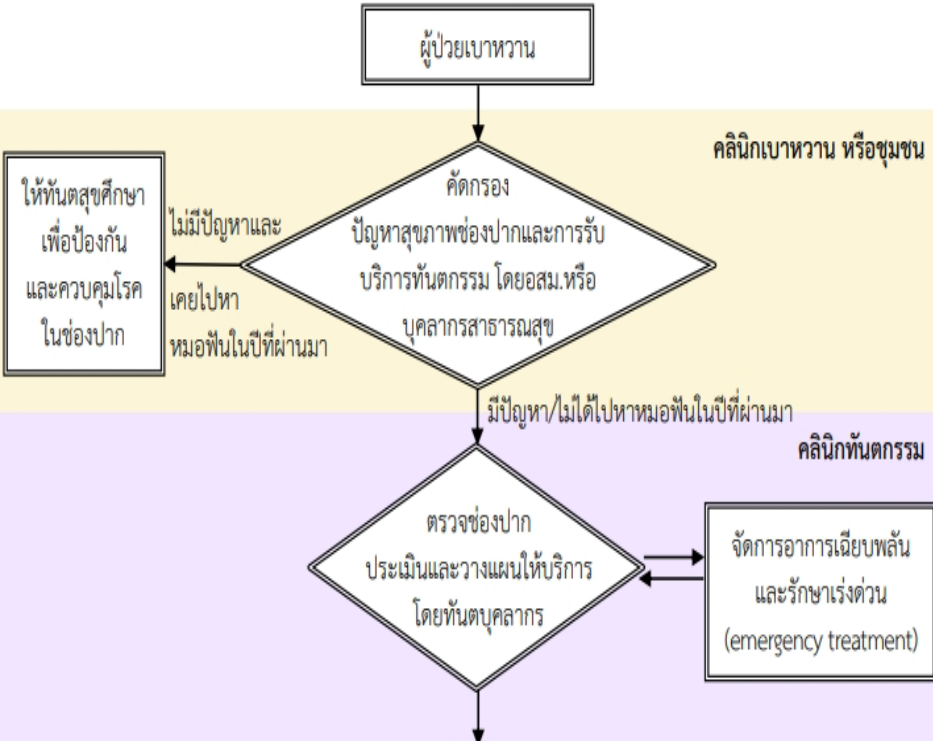 ผู้ป่วยเบาหวาน
คลินิกเบาหวาน หรือชุมชน
คัดกรอง
ปัญหาสุขภาพช่องปากและการรับ
บริการทันตกรรม โดยอสม.หรือ
บุคลากรสาธารณสุข
ไม่มีปัญหาและ
เคยไปหา
หมอฟันในปีที่ผ่านมา
ให้ทันตสุขศึกษา
เพื่อป้องกัน
และควบคุมโรค
ในช่องปาก
มีปัญหา/ไม่ได้ไปหาหมอฟันในปีที่ผ่านมา
คลินิกทันตกรรม
ตรวจช่องปาก
ประเมินและวางแผนให้บริการ
โดยทันตบุคลากร
จัดการอาการเฉียบพลัน
และรักษาเร่งด่วน
(emergency treatment)